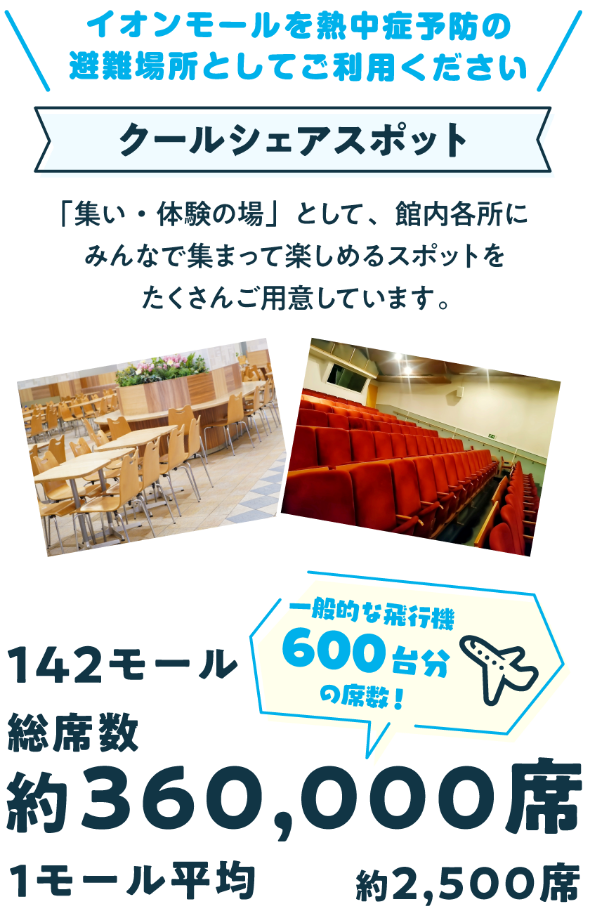 イオンモールを熱中症予防の
避難場所としてご利用ください
クールシェアスポット
「集い・体験の場」として、館内各所に
みんなで集まって楽しめるスポットを
たくさんご用意しています。
一般的な飛行機
600台分
の席数!
142モール
総席数
約360,000席
1モール平均 約2,500席